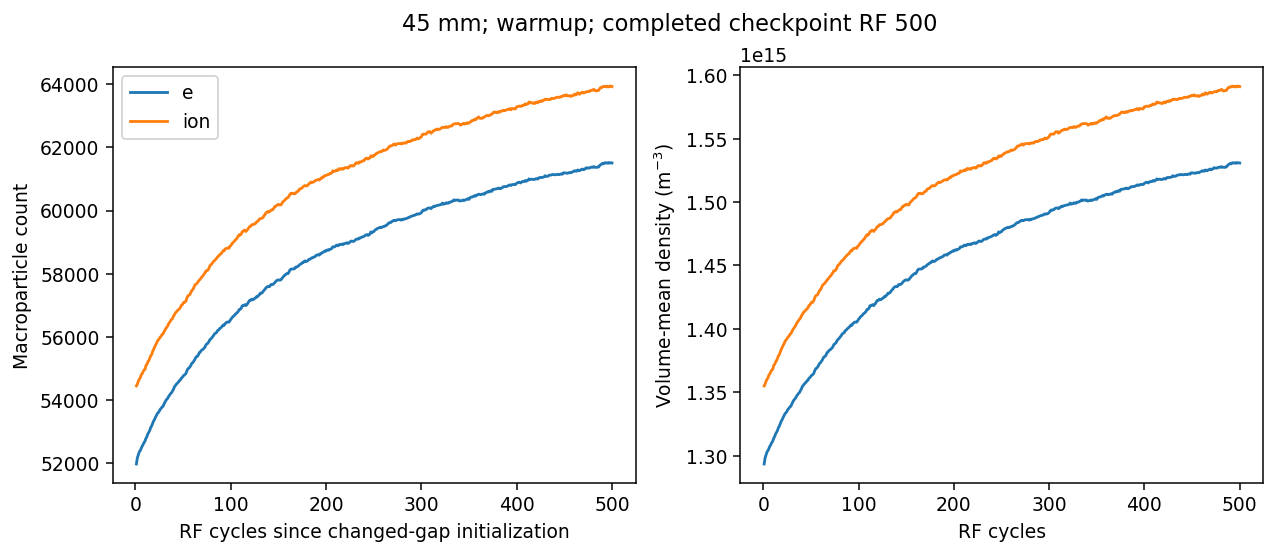 45 mm; warmup; completed checkpoint RF 500
Macroparticle count
64000
62000
60000
58000
56000
54000
52000
e
ion
0 100 200 300 400 500
RF cycles since changed-gap initialization
1e15
Volume-mean density (m⁻³)
1.60
1.55
1.50
1.45
1.40
1.35
1.30
0 100 200 300 400 500
RF cycles